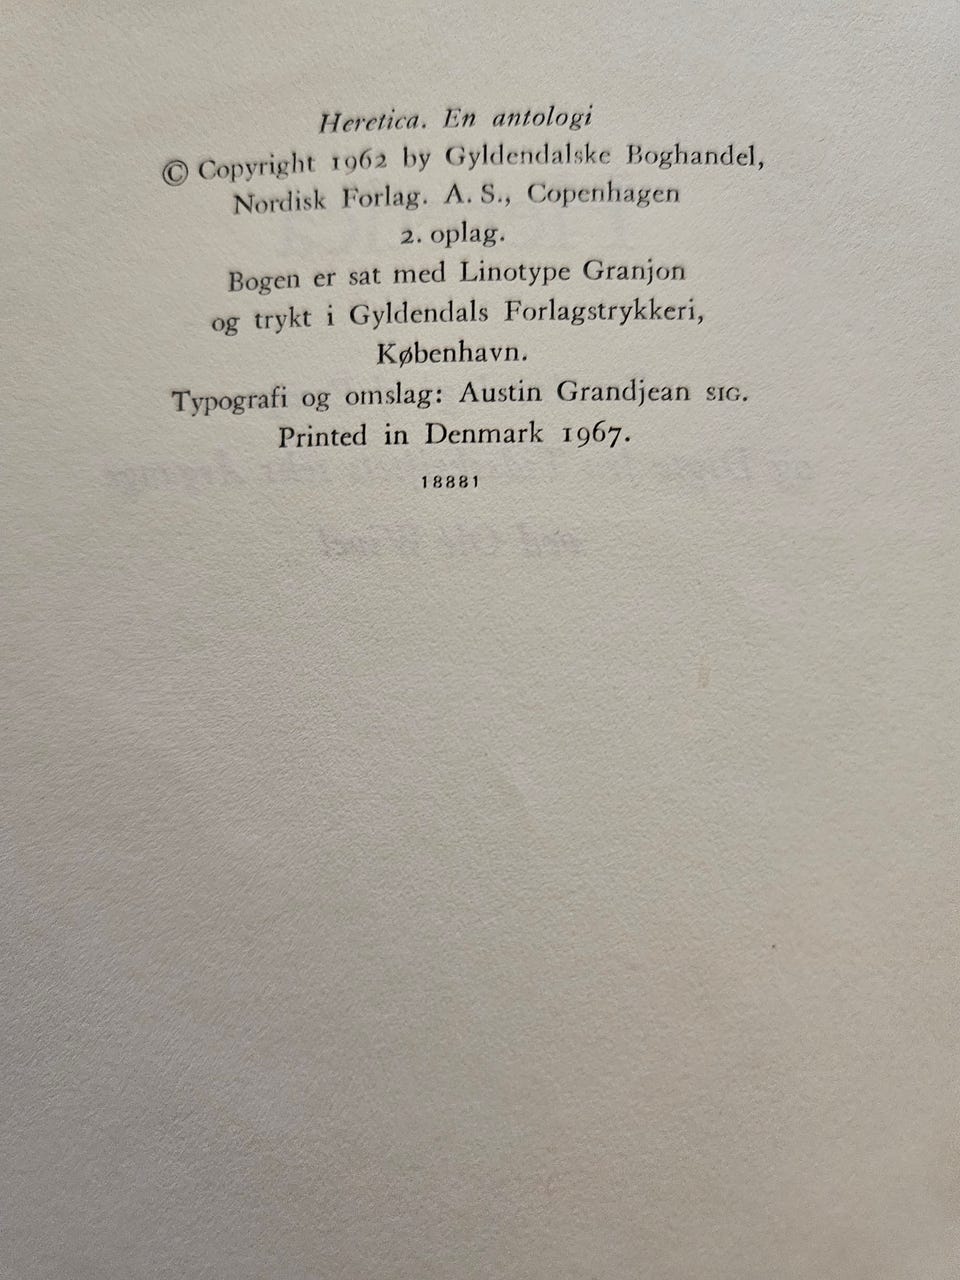 Heretica. En antologi
© Copyright 1962 by Gyldendalske Boghandel,
Nordisk Forlag. A. S., Copenhagen
2. oplag.
Bogen er sat med Linotype Granjon
og trykt i Gyldendals Forlagstrykkeri,
København.
Typografi og omslag: Austin Grandjean SIG.
Printed in Denmark 1967.
18881